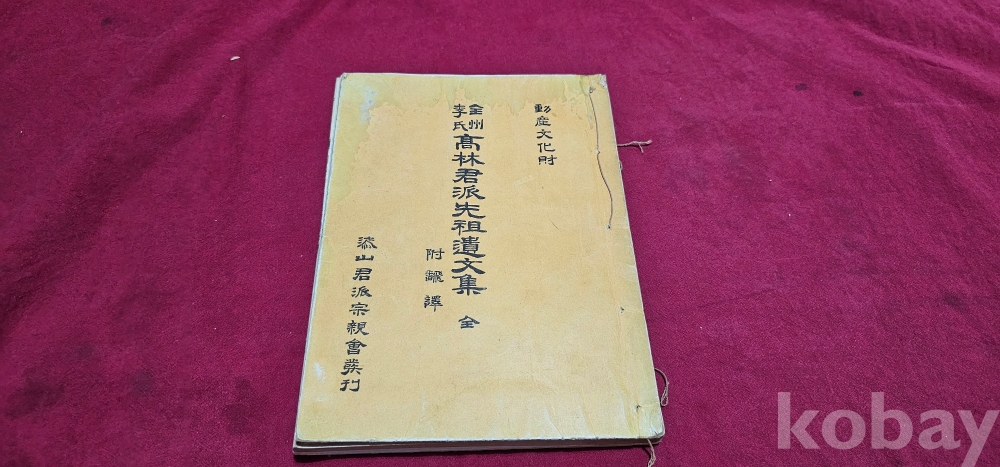 動産文化財
全州李氏髙林君派先祖遺文集 全
附飜譯
漆山君派宗親會發刊
kobay